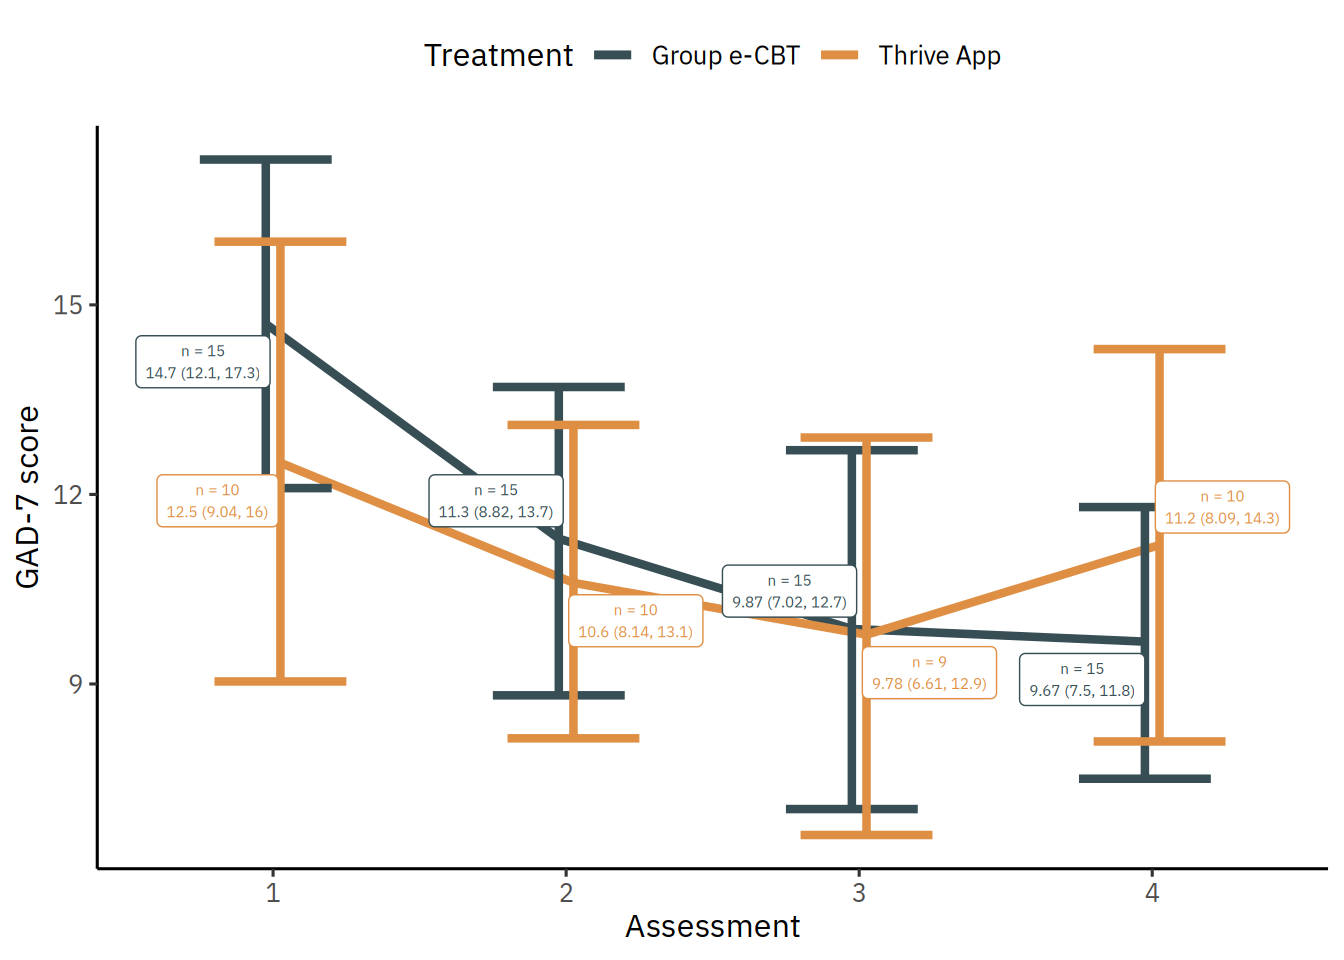 Treatment Group e-CBT Thrive App
GAD-7 score
15
12
9
n = 15
14.7 (12.1, 17.3)
n = 10
12.5 (9.04, 16)
n = 15
11.3 (8.82, 13.7)
n = 10
10.6 (8.14, 13.1)
n = 15
9.87 (7.02, 12.7)
n = 9
9.78 (6.61, 12.9)
n = 10
11.2 (8.09, 14.3)
n = 15
9.67 (7.5, 11.8)
1 2 3 4
Assessment